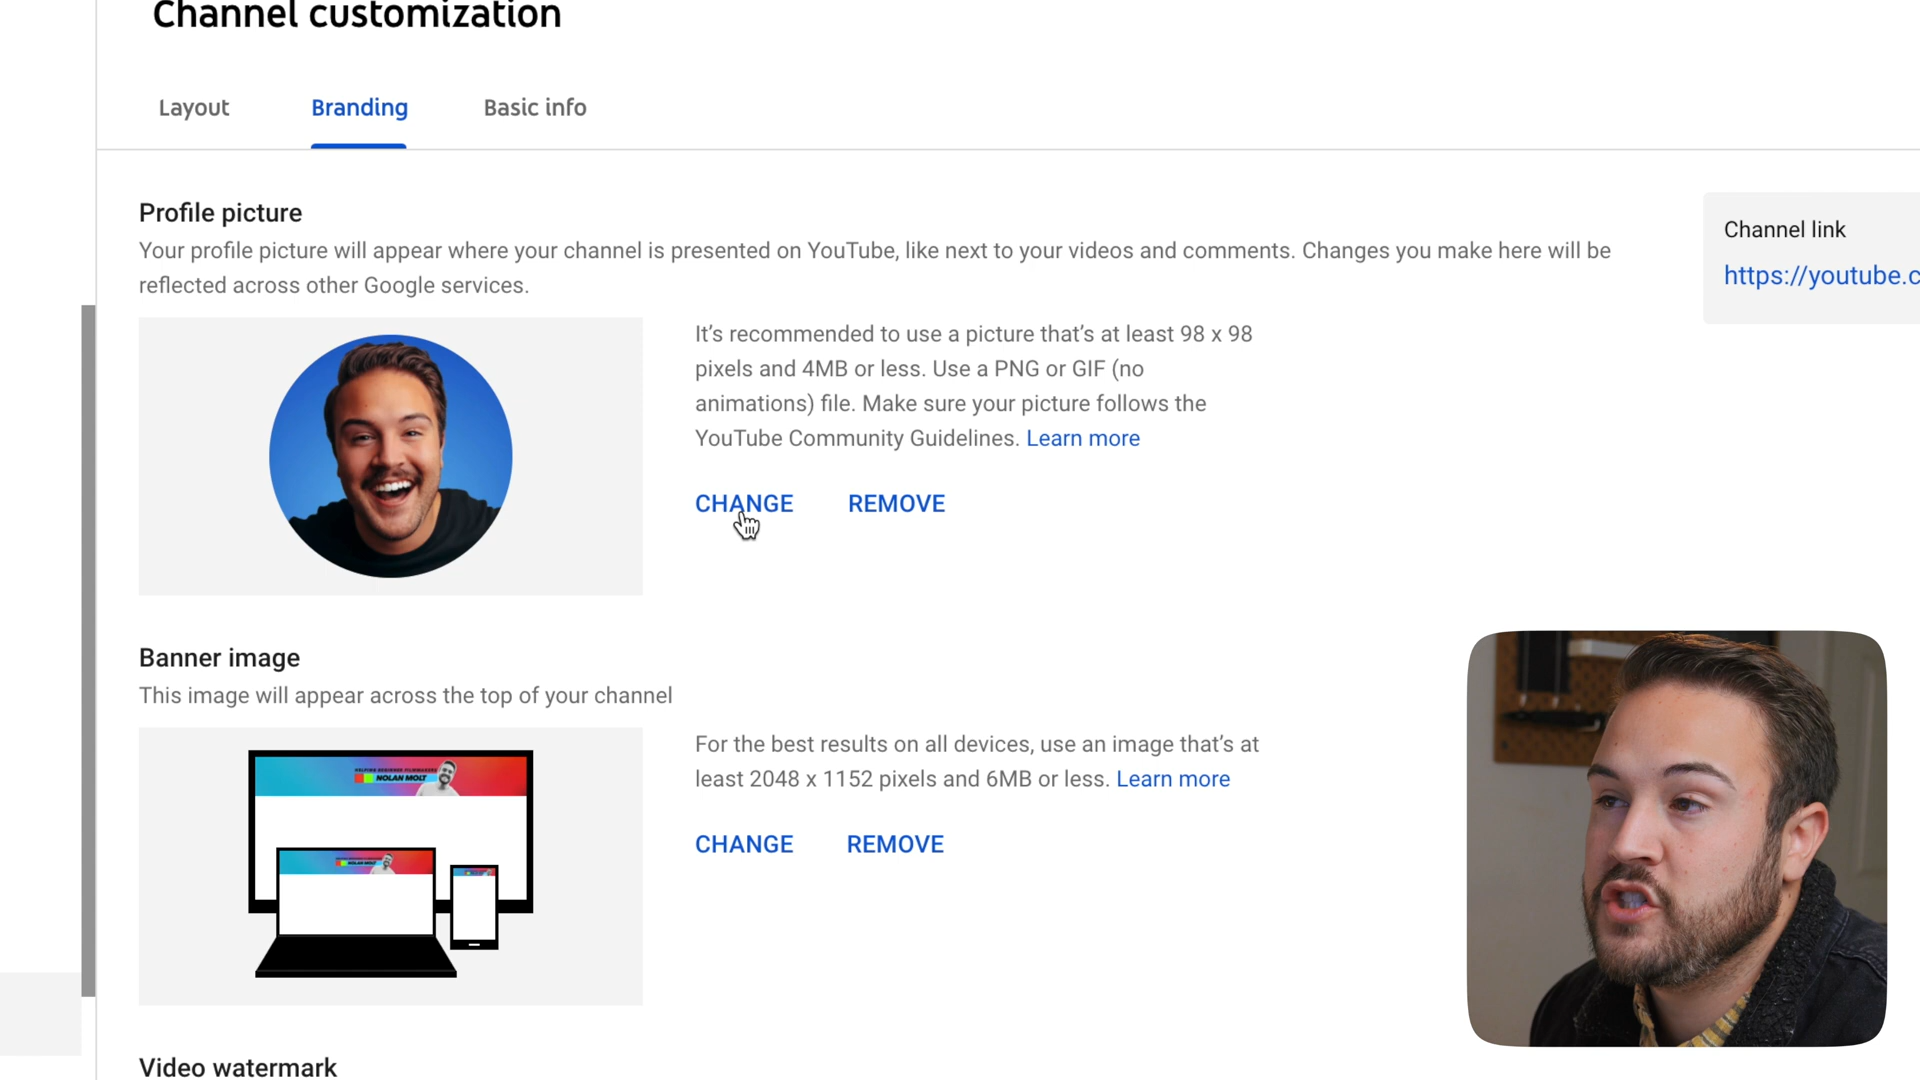 Channel customization
Layout
Branding
Basic info
Profile picture
Your profile picture will appear where your channel is presented on YouTube, like next to your videos and comments. Changes you make here will be
reflected across other Google services.
Channel link
https://youtube.c
It's recommended to use a picture that's at least 98 x 98
pixels and 4MB or less. Use a PNG or GIF (no
animations) file. Make sure your picture follows the
YouTube Community Guidelines. Learn more
CHANGE
REMOVE
Banner image
This image will appear across the top of your channel
HELPING BEGINNER FILMMAKERS
NOLAN MOLT
NOLAN MOLT
For the best results on all devices, use an image that's at
least 2048 x 1152 pixels and 6MB or less. Learn more
CHANGE
REMOVE
Video watermark